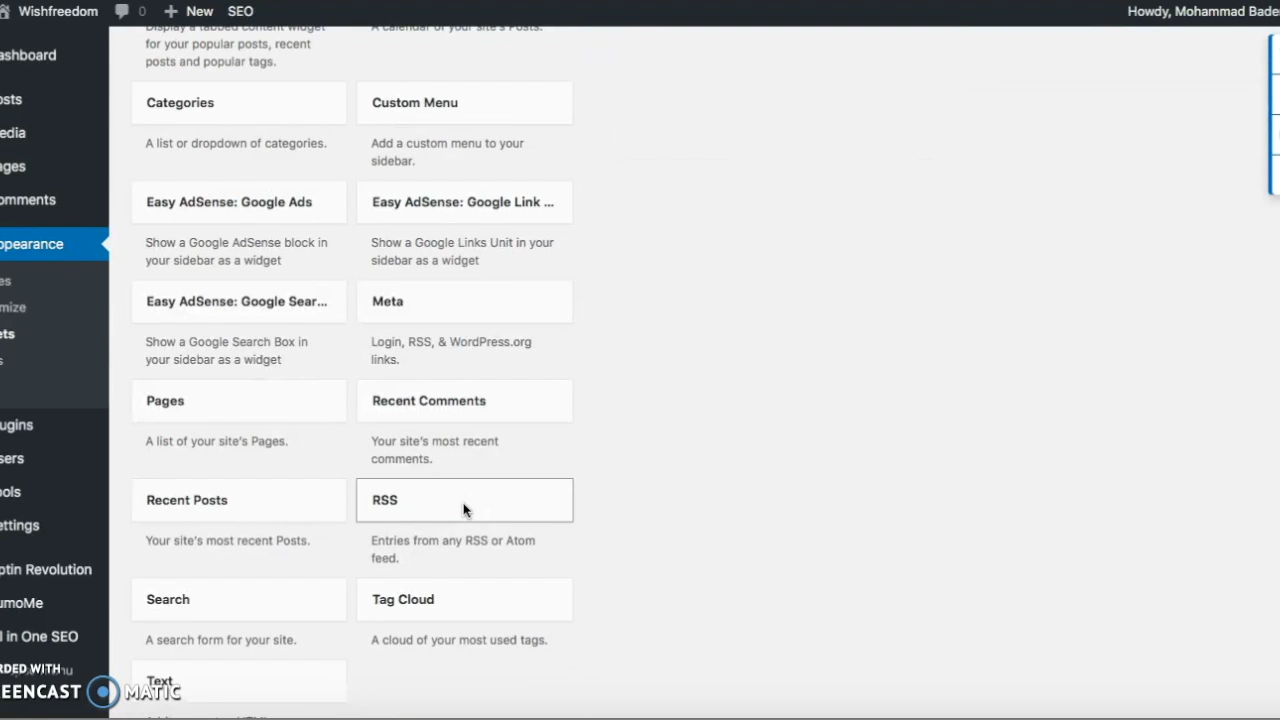 Wishfreedom 0 New SEO Howdy, Mohammad Bade
ashboard
osts
edia
ages
omments
ppearance
es
mize
ets
s
ugins
sers
ools
ettings
ptin Revolution
umoMe
l in One SEO
nu
Display a tabbed content widget
for your popular posts, recent
posts and popular tags.
A calendar of your site's Posts.
Categories
A list or dropdown of categories.
Custom Menu
Add a custom menu to your
sidebar.
Easy AdSense: Google Ads
Show a Google AdSense block in
your sidebar as a widget
Easy AdSense: Google Link ...
Show a Google Links Unit in your
sidebar as a widget
Easy AdSense: Google Sear...
Show a Google Search Box in
your sidebar as a widget
Meta
Login, RSS, & WordPress.org
links.
Pages
A list of your site's Pages.
Recent Comments
Your site's most recent
comments.
Recent Posts
Your site's most recent Posts.
RSS
Entries from any RSS or Atom
feed.
Search
A search form for your site.
Tag Cloud
A cloud of your most used tags.
Text
RDED WITH
EENCAST MATIC